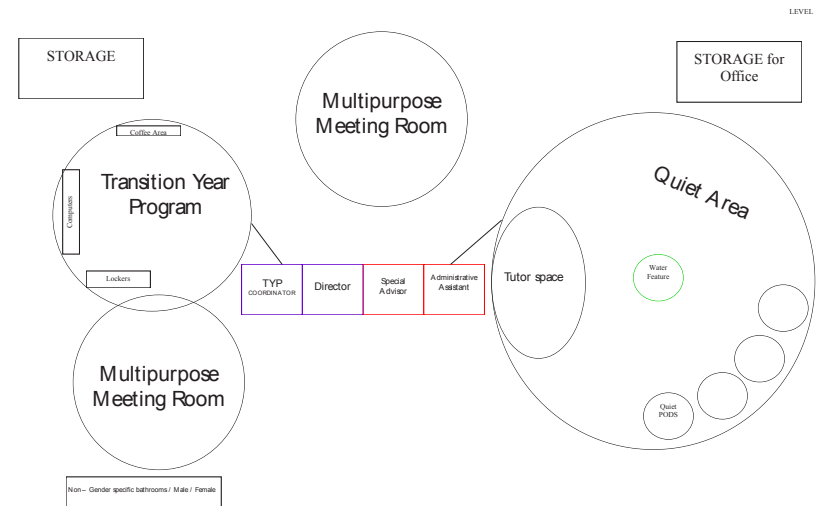 LEVEL
STORAGE
STORAGE for
Office
Multipurpose
Meeting Room
Coffee Area
Computers
Transition Year
Program
Lockers
Quiet Area
TYP
COORDINATOR
Director
Special
Advisor
Administrative
Assistant
Tutor space
Water
Feature
Multipurpose
Meeting Room
Quiet
PODS
Non– Gender specific bathrooms / Male / Female